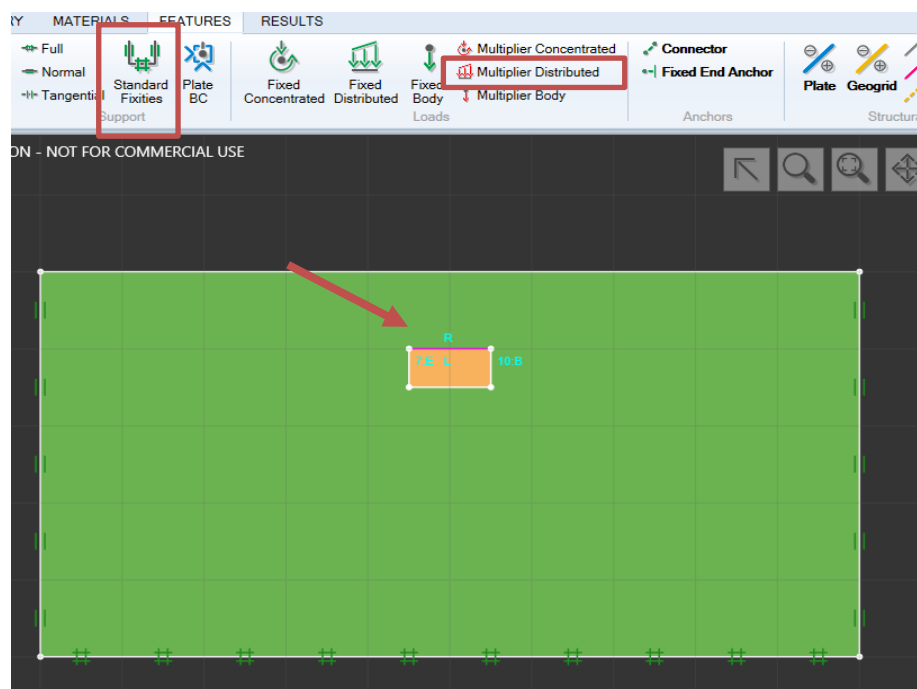 RY MATERIALS FEATURES RESULTS
Full
Normal
Tangential
Standard Fixities
Plate BC
Support
Fixed Concentrated
Fixed Distributed
Fixed Body
Multiplier Concentrated
Multiplier Distributed
Multiplier Body
Loads
Connector
Fixed End Anchor
Anchors
Plate
Geogrid
Structura
ON - NOT FOR COMMERCIAL USE
R
7:E L 10:B